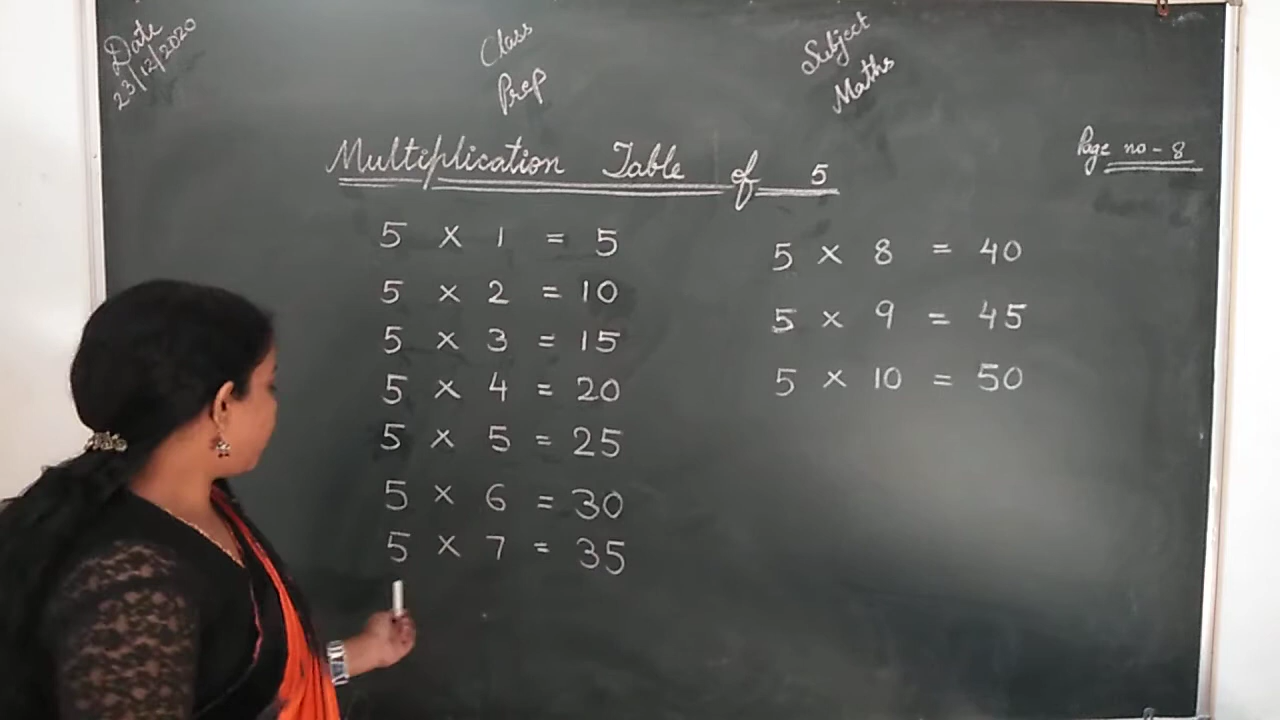 Date
23/12/2020
Class
Prep
Subject
Maths
Page no - 8
Multiplication Table of 5
5 × 1 = 5
5 × 2 = 10
5 × 3 = 15
5 × 4 = 20
5 × 5 = 25
5 × 6 = 30
5 × 7 = 35
5 × 8 = 40
5 × 9 = 45
5 × 10 = 50